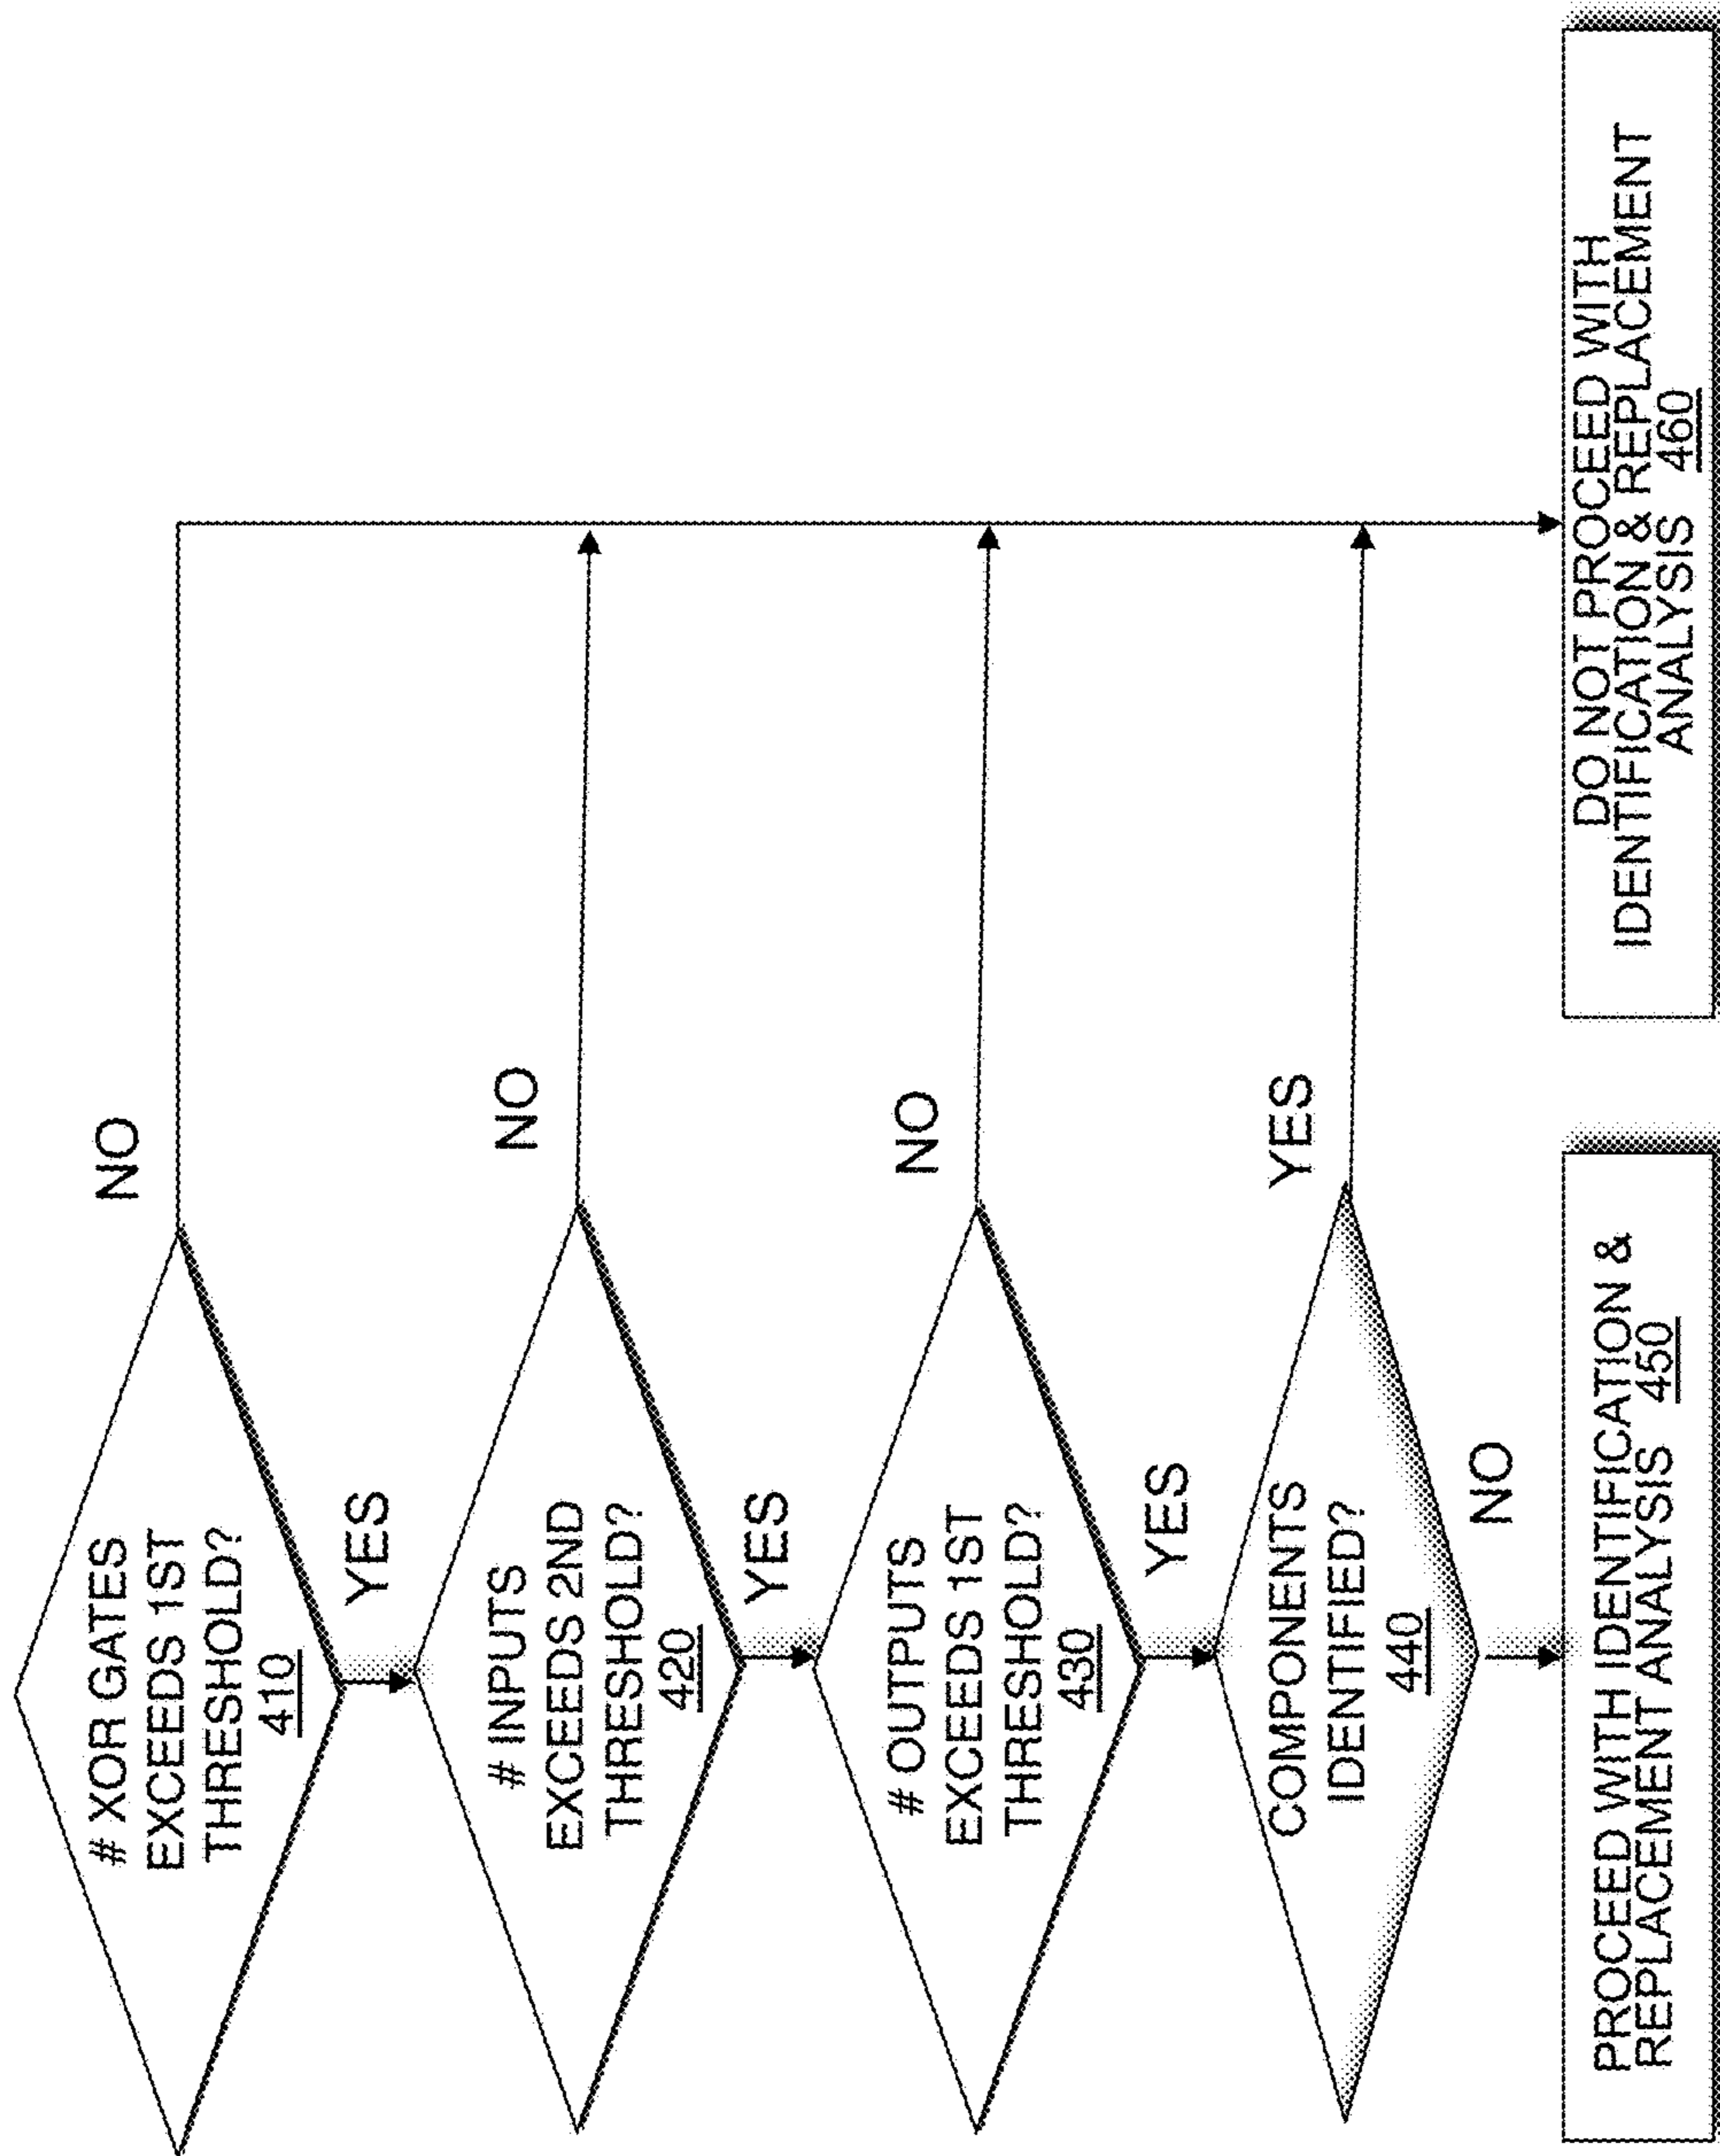 # XOR GATES
EXCEEDS 1ST
THRESHOLD?
410
NO
YES
# INPUTS
EXCEEDS 2ND
THRESHOLD?
420
NO
YES
# OUTPUTS
EXCEEDS 1ST
THRESHOLD?
430
NO
YES
COMPONENTS
IDENTIFIED?
440
YES
NO
PROCEED WITH IDENTIFICATION &
REPLACEMENT ANALYSIS 450
DO NOT PROCEED WITH
IDENTIFICATION & REPLACEMENT
ANALYSIS 460